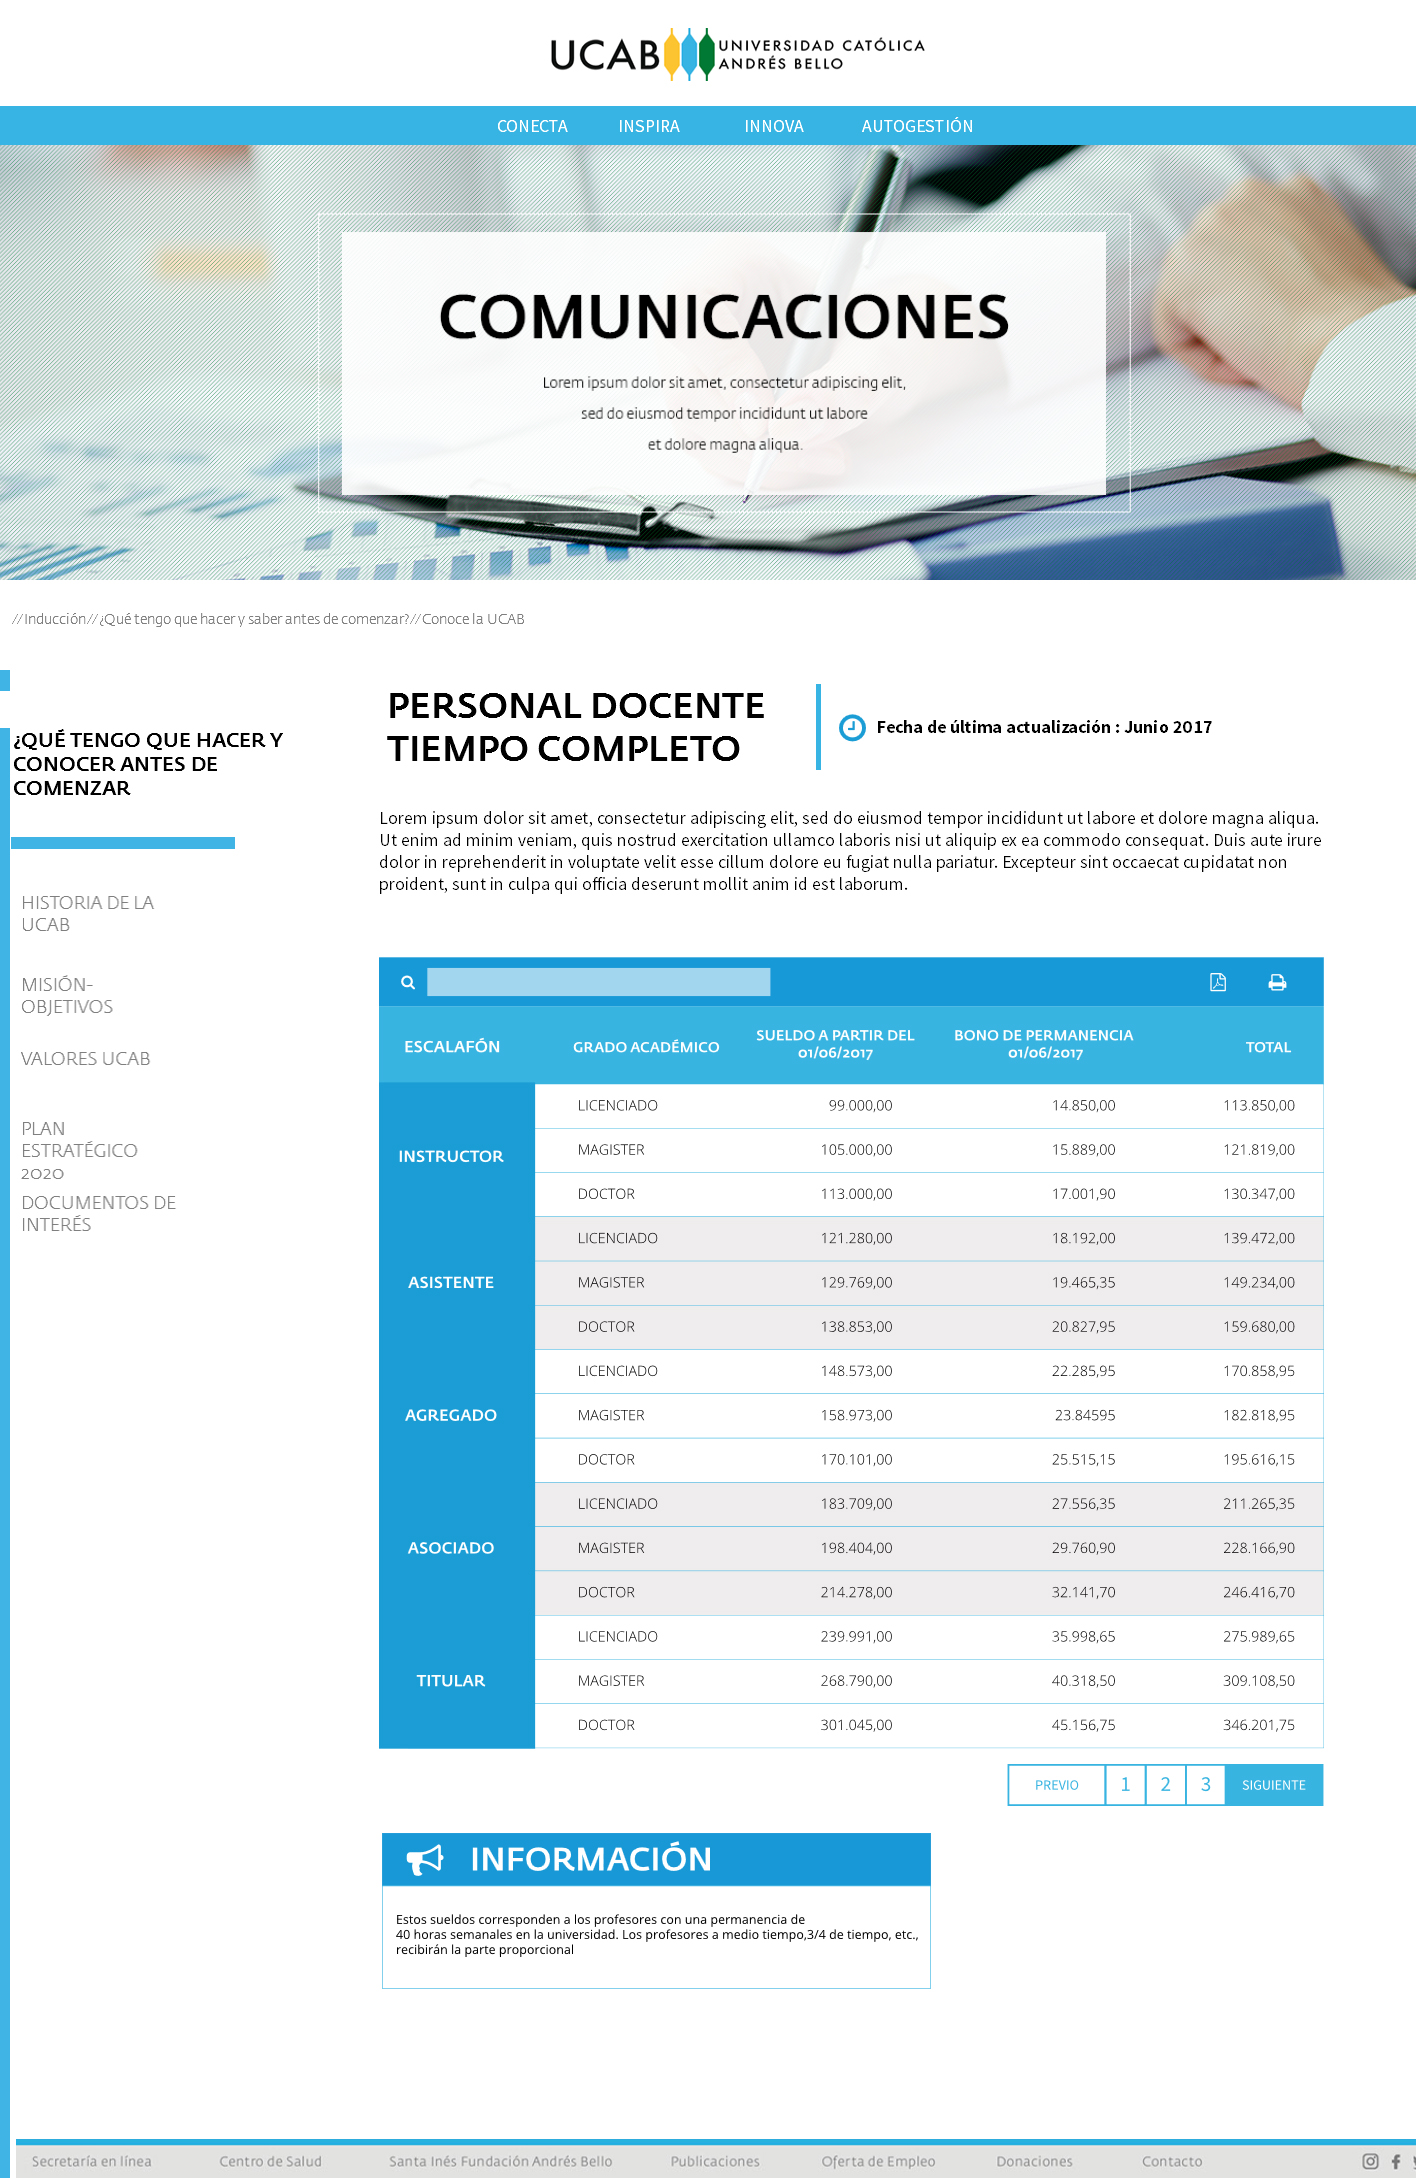 UCAB UNIVERSIDAD CATÓLICA
ANDRÉS BELLO
CONECTA INSPIRA INNOVA AUTOGESTIÓN
COMUNICACIONES
Lorem ipsum dolor sit amet, consectetur adipiscing elit,
sed do eiusmod tempor incididunt ut labore
et dolore magna aliqua.
//Inducción//¿Qué tengo que hacer y saber antes de comenzar?//Conoce la UCAB
¿QUÉ TENGO QUE HACER Y
CONOCER ANTES DE
COMENZAR
HISTORIA DE LA
UCAB
MISIÓN-
OBJETIVOS
VALORES UCAB
PLAN
ESTRATÉGICO
2020
DOCUMENTOS DE
INTERÉS
PERSONAL DOCENTE
TIEMPO COMPLETO
Fecha de última actualización : Junio 2017
Lorem ipsum dolor sit amet, consectetur adipiscing elit, sed do eiusmod tempor incididunt ut labore et dolore magna aliqua.
Ut enim ad minim veniam, quis nostrud exercitation ullamco laboris nisi ut aliquip ex ea commodo consequat. Duis aute irure
dolor in reprehenderit in voluptate velit esse cillum dolore eu fugiat nulla pariatur. Excepteur sint occaecat cupidatat non
proident, sunt in culpa qui officia deserunt mollit anim id est laborum.
ESCALAFÓN GRADO ACADÉMICO SUELDO A PARTIR DEL 01/06/2017 BONO DE PERMANENCIA 01/06/2017 TOTAL
LICENCIADO 99.000,00 14.850,00 113.850,00
INSTRUCTOR MAGISTER 105.000,00 15.889,00 121.819,00
DOCTOR 113.000,00 17.001,90 130.347,00
LICENCIADO 121.280,00 18.192,00 139.472,00
ASISTENTE MAGISTER 129.769,00 19.465,35 149.234,00
DOCTOR 138.853,00 20.827,95 159.680,00
LICENCIADO 148.573,00 22.285,95 170.858,95
AGREGADO MAGISTER 158.973,00 23.84595 182.818,95
DOCTOR 170.101,00 25.515,15 195.616,15
LICENCIADO 183.709,00 27.556,35 211.265,35
ASOCIADO MAGISTER 198.404,00 29.760,90 228.166,90
DOCTOR 214.278,00 32.141,70 246.416,70
LICENCIADO 239.991,00 35.998,65 275.989,65
TITULAR MAGISTER 268.790,00 40.318,50 309.108,50
DOCTOR 301.045,00 45.156,75 346.201,75
PREVIO 1 2 3 SIGUIENTE
INFORMACIÓN
Estos sueldos corresponden a los profesores con una permanencia de
40 horas semanales en la universidad. Los profesores a medio tiempo,3/4 de tiempo, etc.,
recibirán la parte proporcional
Secretaría en línea Centro de Salud Santa Inés Fundación Andrés Bello Publicaciones Oferta de Empleo Donaciones Contacto